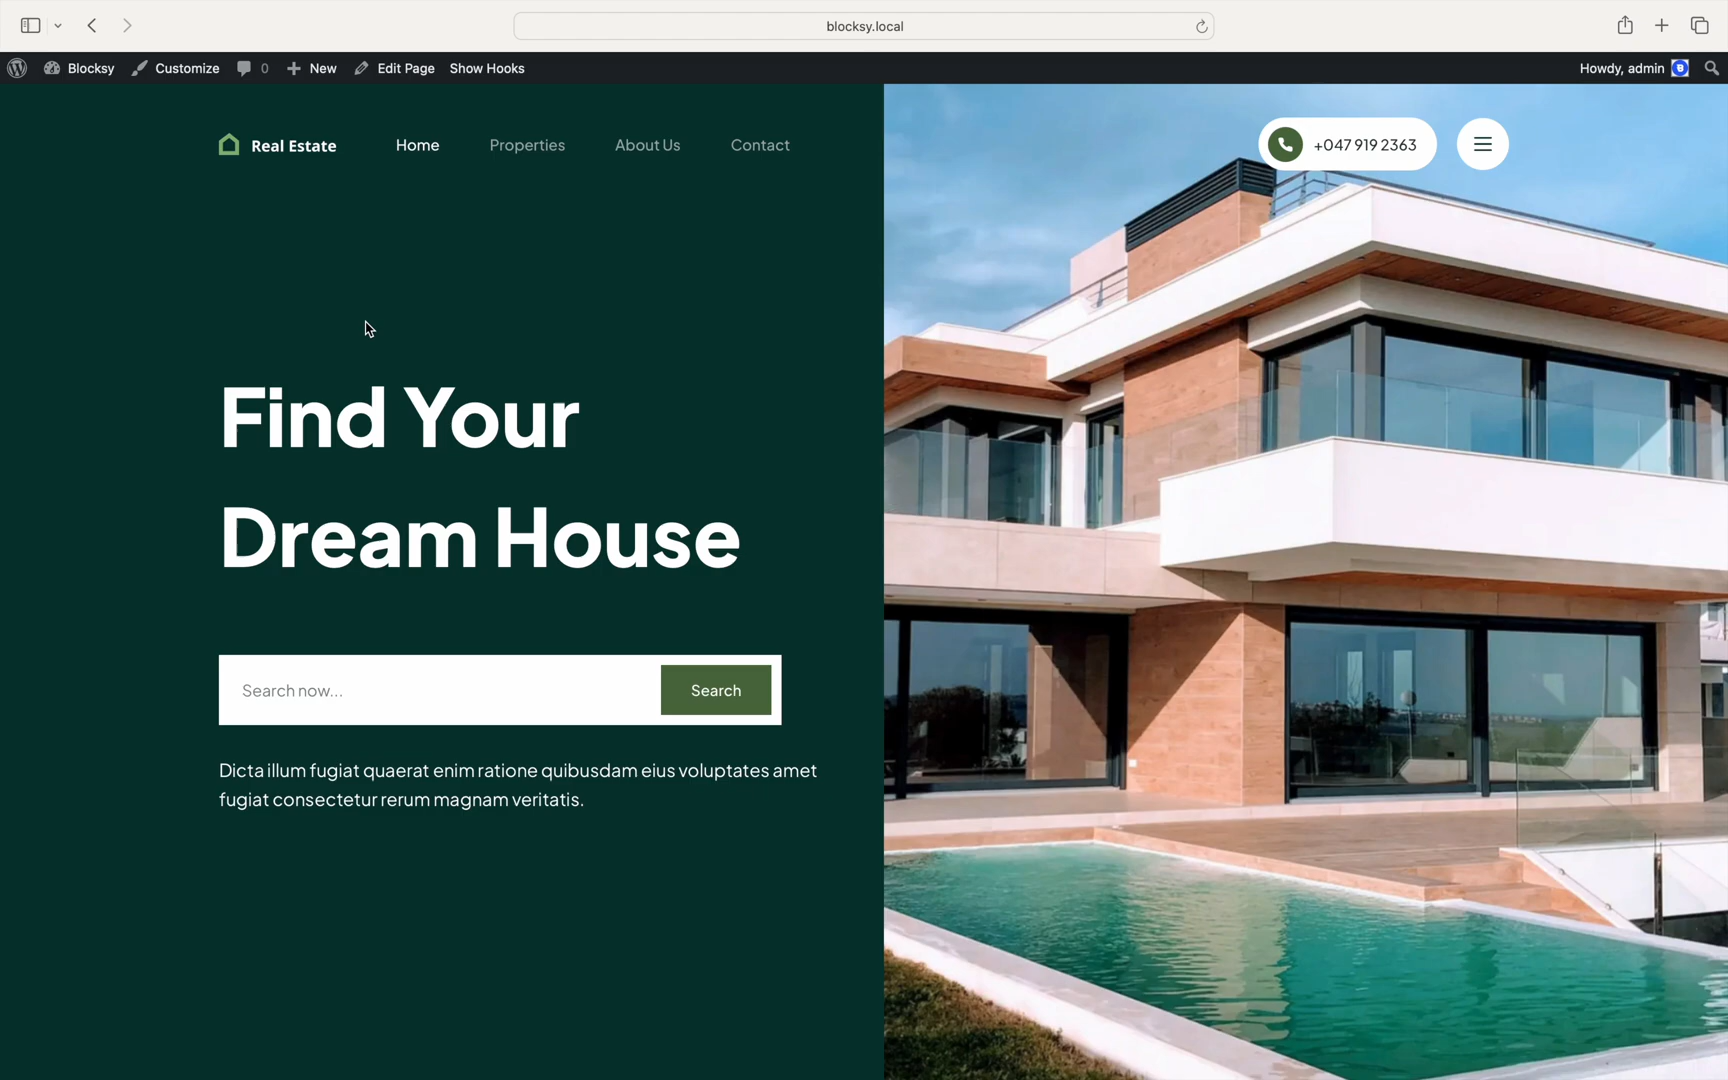 blocksy.local
Blocksy Customize 0 New Edit Page Show Hooks Howdy, admin
Real Estate Home Properties About Us Contact +047 919 2363
Find Your
Dream House
Search now... Search
Dicta illum fugiat quaerat enim ratione quibusdam eius voluptates amet
fugiat consectetur rerum magnam veritatis.